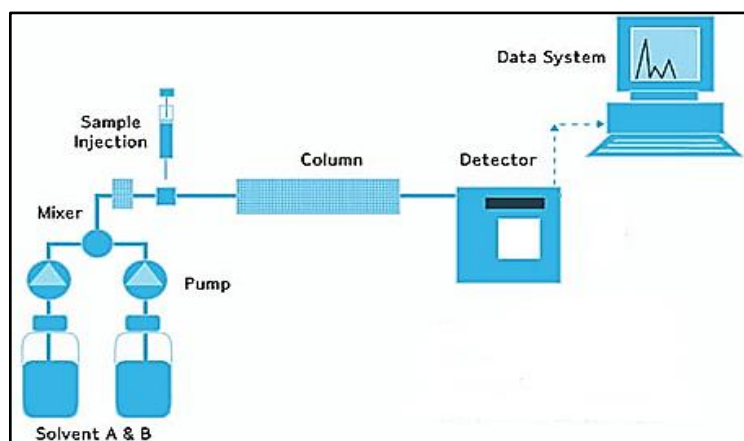 Data System
Sample
Injection
Column
Detector
Mixer
Pump
Solvent A & B